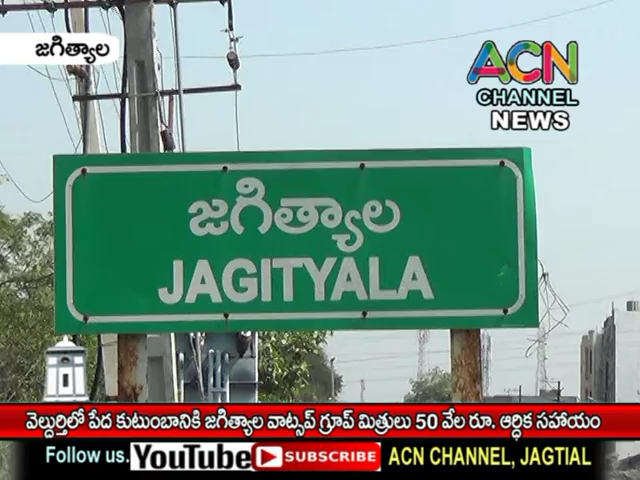 జగిత్యాల
ACN
CHANNEL
NEWS
జగిత్యాల
JAGITYALA
వెల్దుర్తిలో పేద కుటుంబానికి జగిత్యాల వాట్సప్ గ్రూప్ మిత్రులు 50 వేల రూ. ఆర్ధిక సహాయం
Follow us. YouTube SUBSCRIBE ACN CHANNEL, JAGTIAL